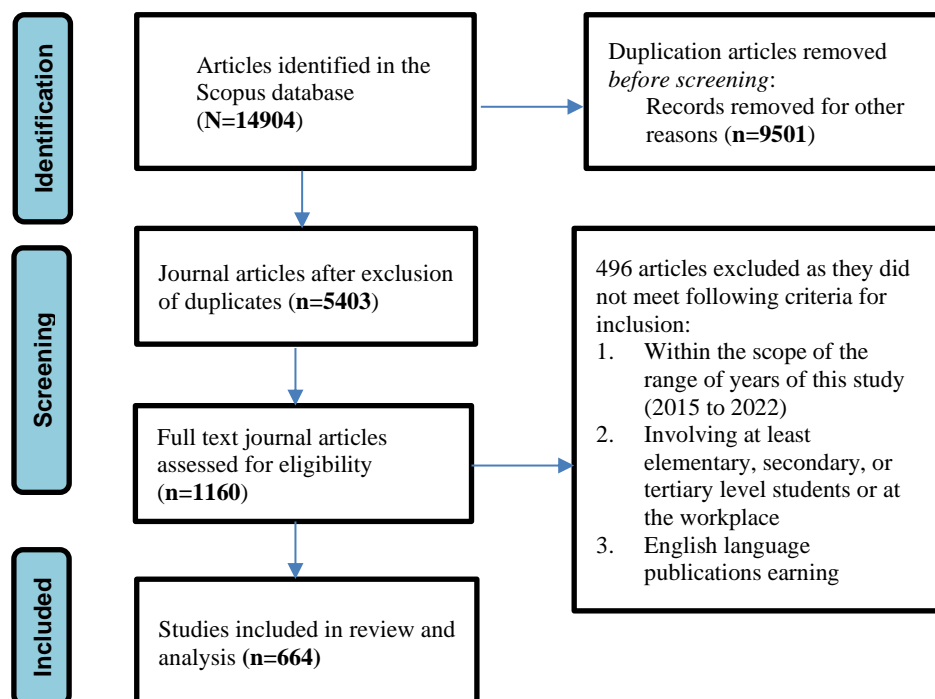 Identification
Articles identified in the
Scopus database
(N=14904)
Duplication articles removed
before screening:
Records removed for other
reasons (n=9501)
Screening
Journal articles after exclusion
of duplicates (n=5403)
496 articles excluded as they did
not meet following criteria for
inclusion:
1. Within the scope of the
range of years of this study
(2015 to 2022)
2. Involving at least
elementary, secondary, or
tertiary level students or at
the workplace
3. English language
publications earning
Full text journal articles
assessed for eligibility
(n=1160)
Included
Studies included in review and
analysis (n=664)